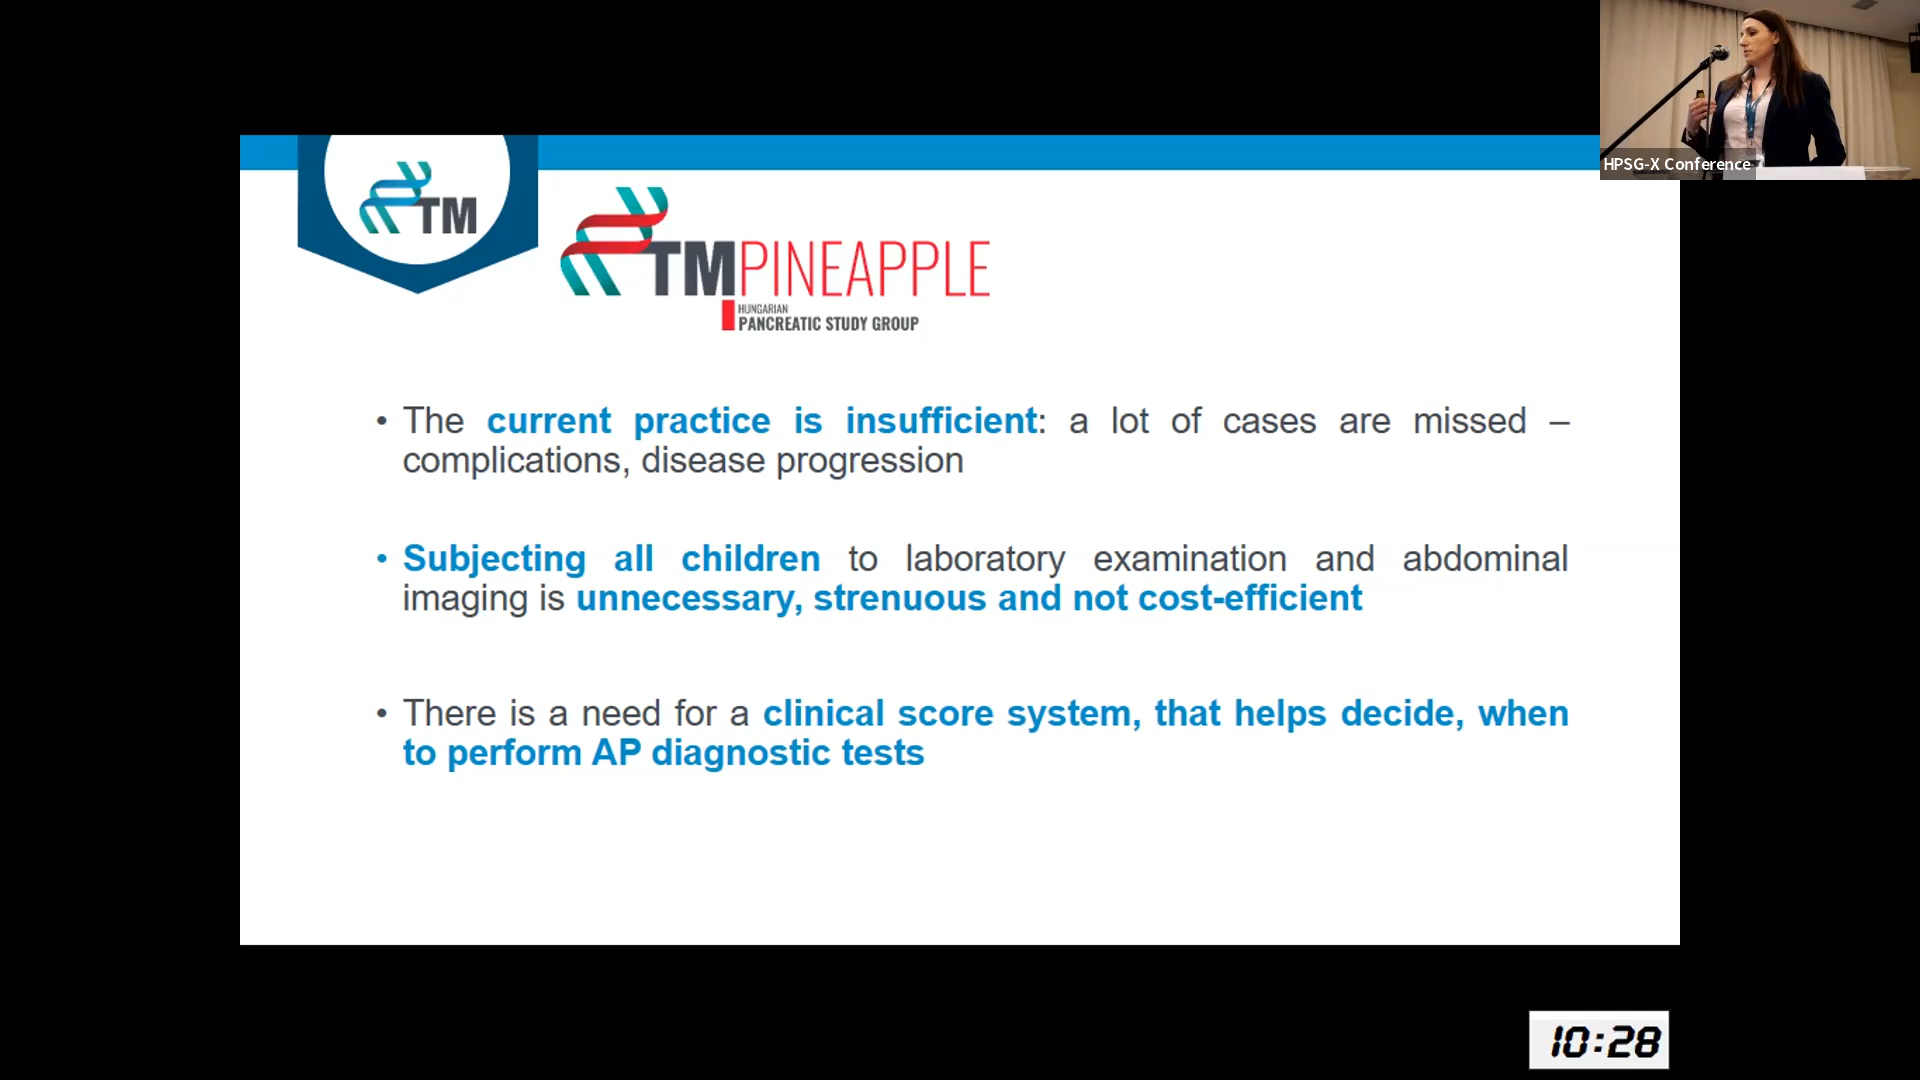 HPSG-X Conference
TM
TMPINEAPPLE
HUNGARIAN
PANCREATIC STUDY GROUP
• The current practice is insufficient: a lot of cases are missed –
complications, disease progression
• Subjecting all children to laboratory examination and abdominal
imaging is unnecessary, strenuous and not cost-efficient
• There is a need for a clinical score system, that helps decide, when
to perform AP diagnostic tests
10:28